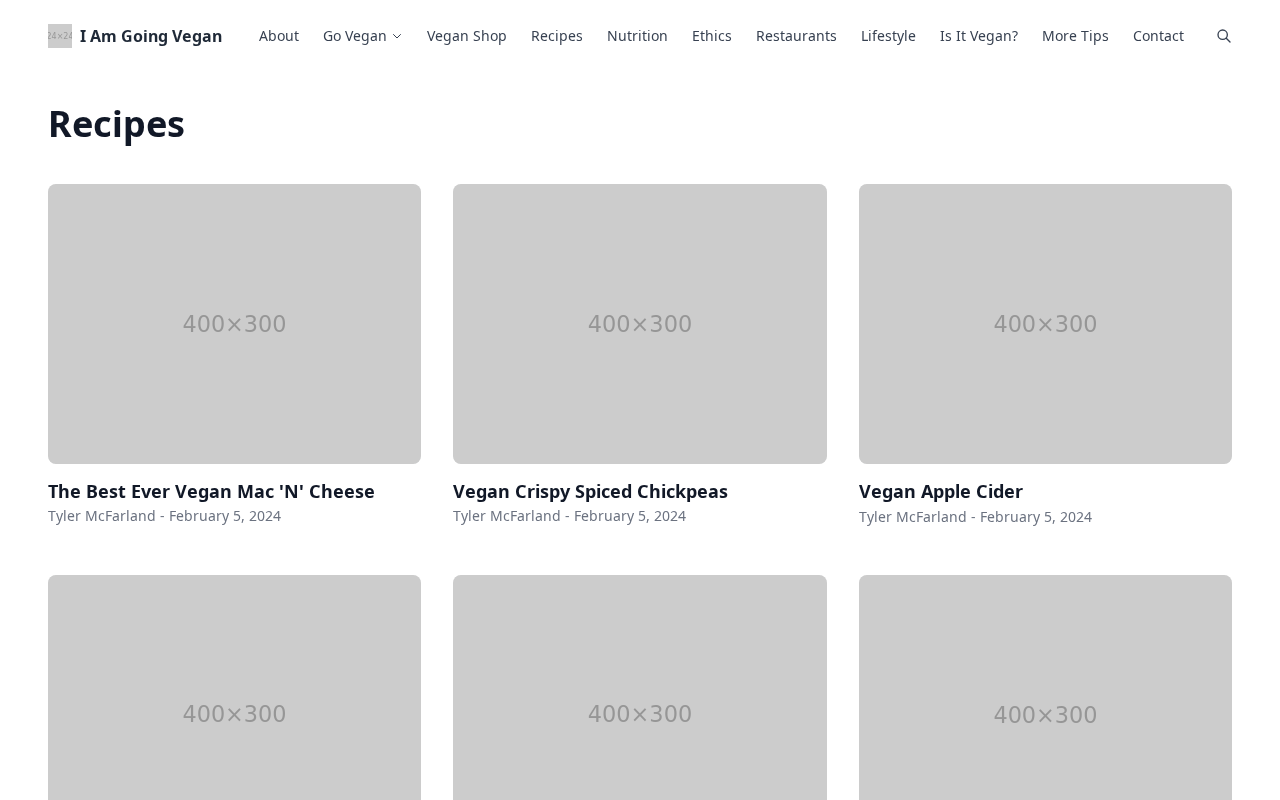 24×24
I Am Going Vegan
About
Go Vegan
Vegan Shop
Recipes
Nutrition
Ethics
Restaurants
Lifestyle
Is It Vegan?
More Tips
Contact
Recipes
400×300
400×300
400×300
The Best Ever Vegan Mac 'N' Cheese
Tyler McFarland - February 5, 2024
Vegan Crispy Spiced Chickpeas
Tyler McFarland - February 5, 2024
Vegan Apple Cider
Tyler McFarland - February 5, 2024
400×300
400×300
400×300